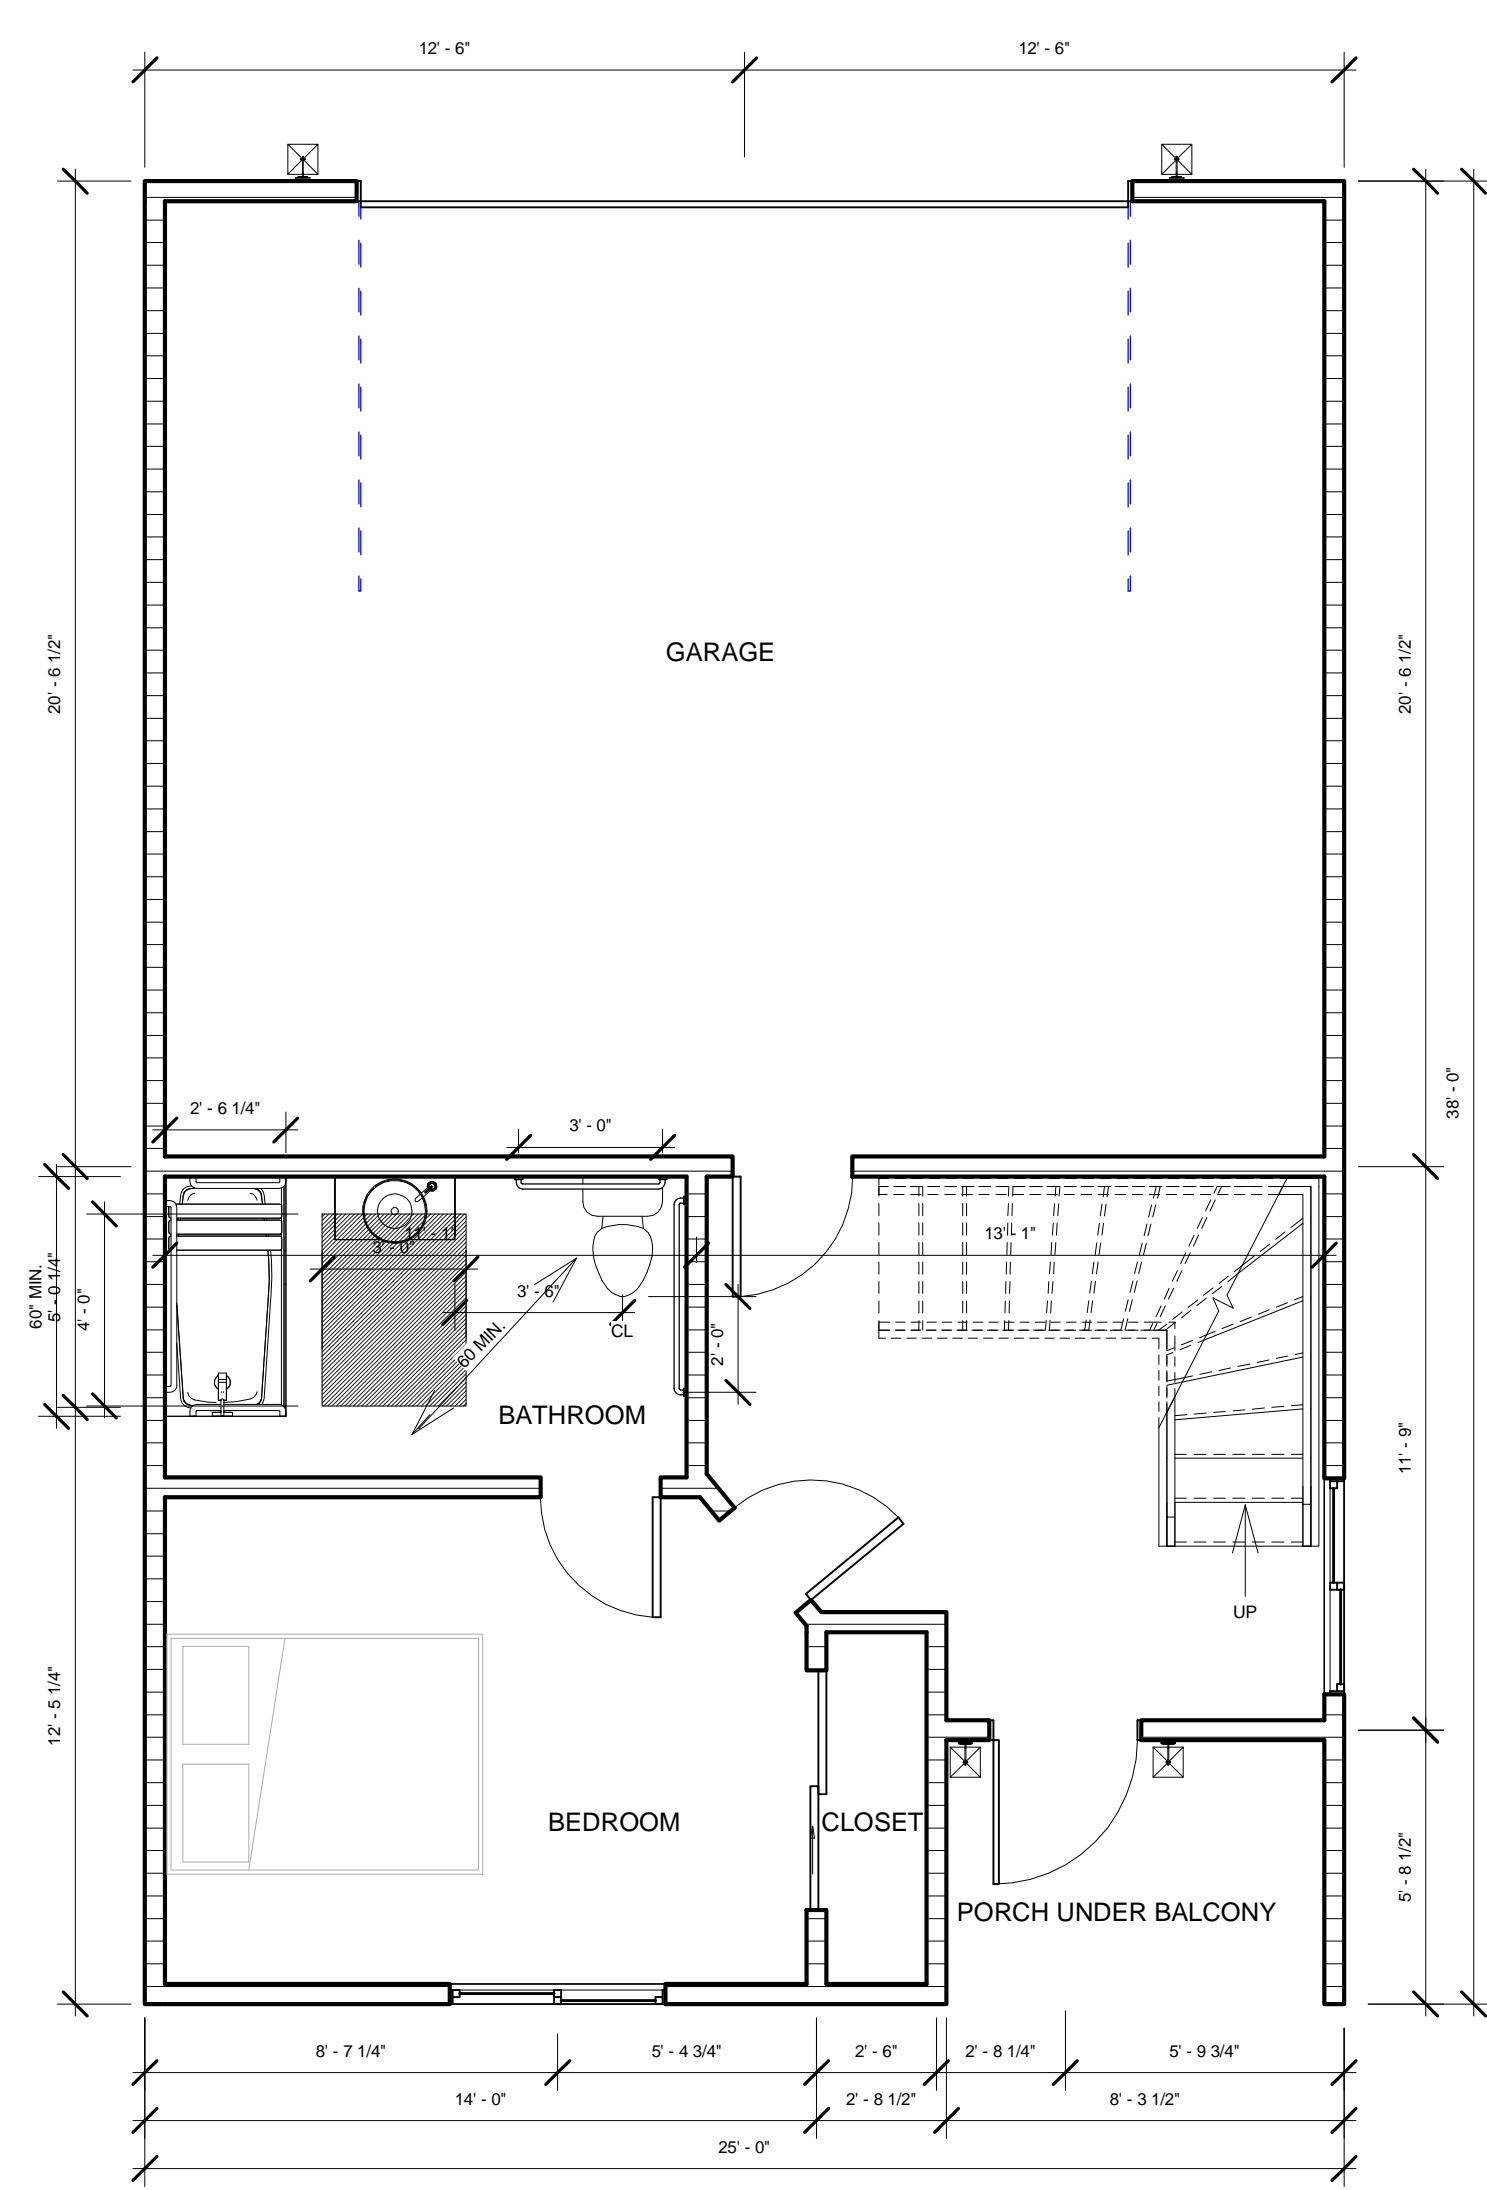 12' - 6"
12' - 6"
20' - 6 1/2"
GARAGE
20' - 6 1/2"
38' - 0"
2' - 6 1/4"
3' - 0"
60" MIN.
5' - 0 1/4"
4' - 0"
11' - 1"
3' - 0"
13' - 1"
3' - 6"
CL
60 MIN.
2' - 0"
BATHROOM
11' - 9"
UP
12' - 5 1/4"
BEDROOM
CLOSET
5' - 8 1/2"
PORCH UNDER BALCONY
8' - 7 1/4"
5' - 4 3/4"
2' - 6"
2' - 8 1/4"
5' - 9 3/4"
14' - 0"
2' - 8 1/2"
8' - 3 1/2"
25' - 0"